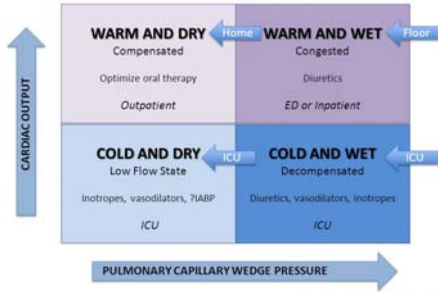 WARM AND DRY
Compensated
Optimize oral therapy
Outpatient
Home
WARM AND WET
Congested
Diuretics
ED or Inpatient
Floor
COLD AND DRY
Low Flow State
Inotropes, vasodilators, ?IABP
ICU
ICU
COLD AND WET
Decompensated
Diuretics, vasodilators, inotropes
ICU
ICU
CARDIAC OUTPUT
PULMONARY CAPILLARY WEDGE PRESSURE